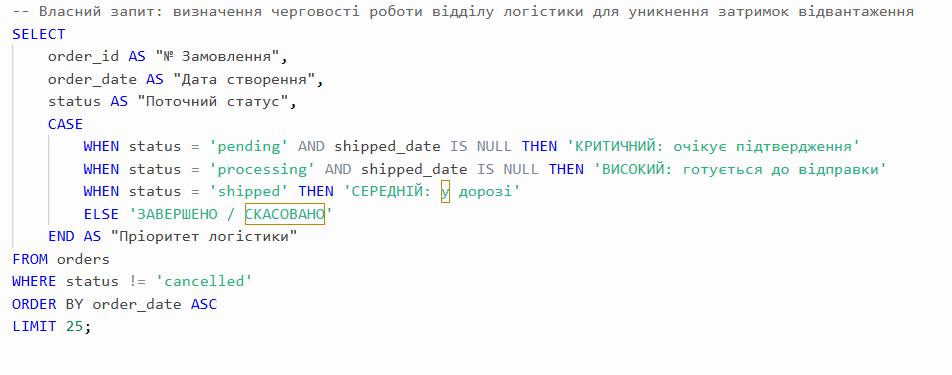 -- Власний запит: визначення черговості роботи відділу логістики для уникнення затримок відвантаження
SELECT
    order_id AS "№ Замовлення",
    order_date AS "Дата створення",
    status AS "Поточний статус",
    CASE
        WHEN status = 'pending' AND shipped_date IS NULL THEN 'КРИТИЧНИЙ: очікує підтвердження'
        WHEN status = 'processing' AND shipped_date IS NULL THEN 'ВИСОКИЙ: готується до відправки'
        WHEN status = 'shipped' THEN 'СЕРЕДНІЙ: у дорозі'
        ELSE 'ЗАВЕРШЕНО / СКАСОВАНО'
    END AS "Пріоритет логістики"
FROM orders
WHERE status != 'cancelled'
ORDER BY order_date ASC
LIMIT 25;